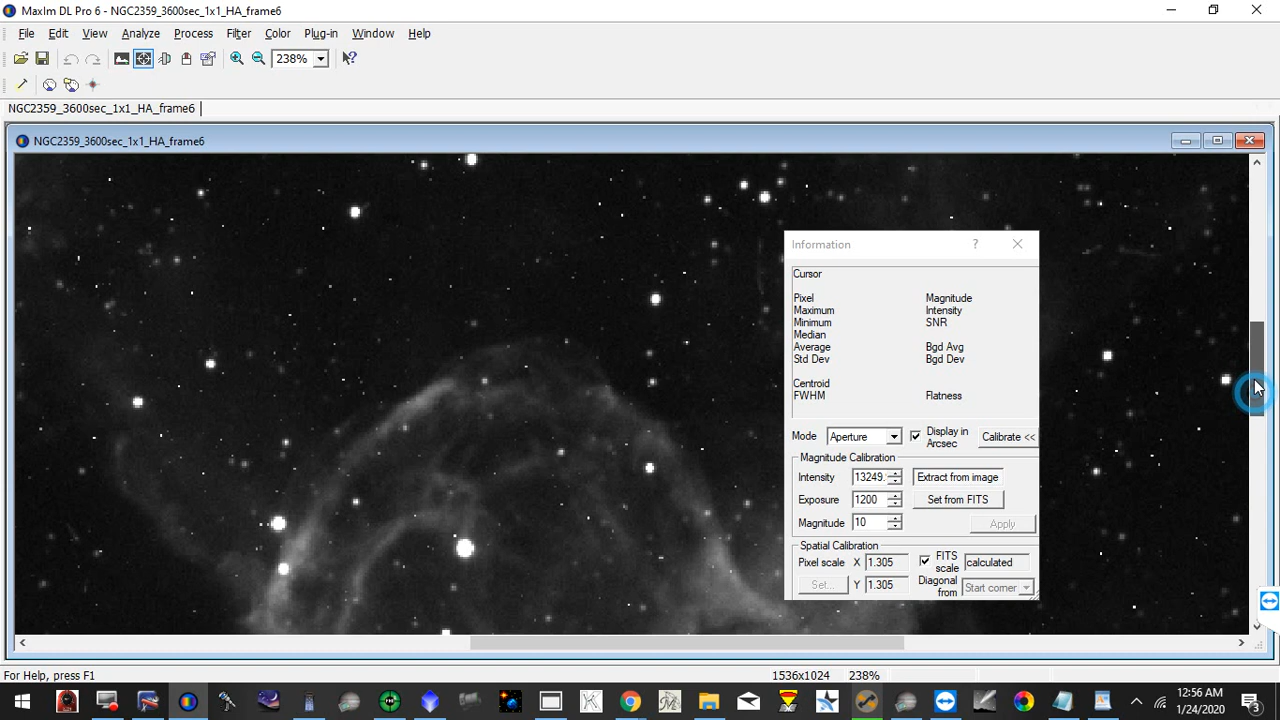 MaxIm DL Pro 6 - NGC2359_3600sec_1x1_HA_frame6
File Edit View Analyze Process Filter Color Plug-in Window Help
238%
NGC2359_3600sec_1x1_HA_frame6
NGC2359_3600sec_1x1_HA_frame6
Information ?
Cursor
Pixel Magnitude
Maximum Intensity
Minimum SNR
Median
Average Bgd Avg
Std Dev Bgd Dev
Centroid
FWHM Flatness
Mode Aperture Display in Arcsec Calibrate <<
Magnitude Calibration
Intensity 13249. Extract from image
Exposure 1200 Set from FITS
Magnitude 10 Apply
Spatial Calibration
Pixel scale X 1.305 FITS scale calculated
Set... Y 1.305 Diagonal from Start corner
For Help, press F1 1536x1024 238%
12:56 AM
1/24/2020
3